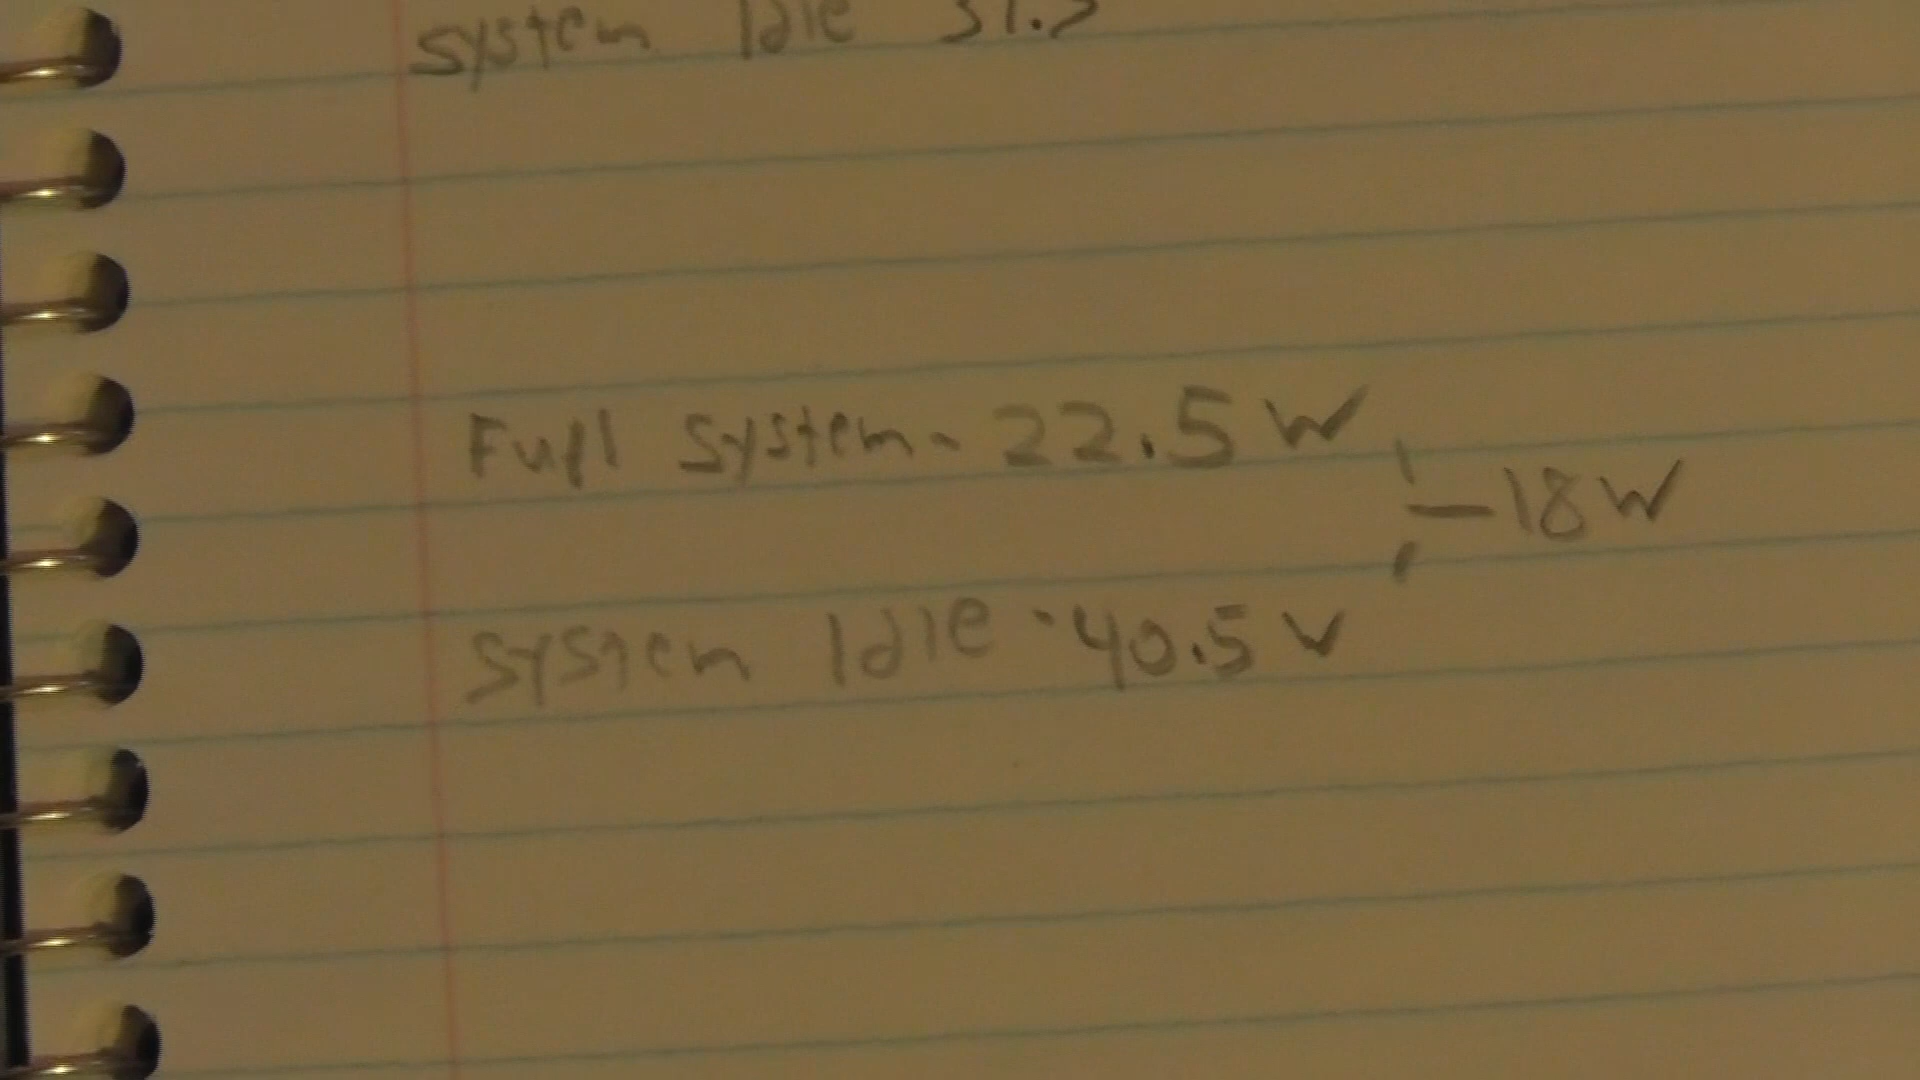 System Idle
Full System - 22.5 W
- 18 W
System Idle - 40.5 W